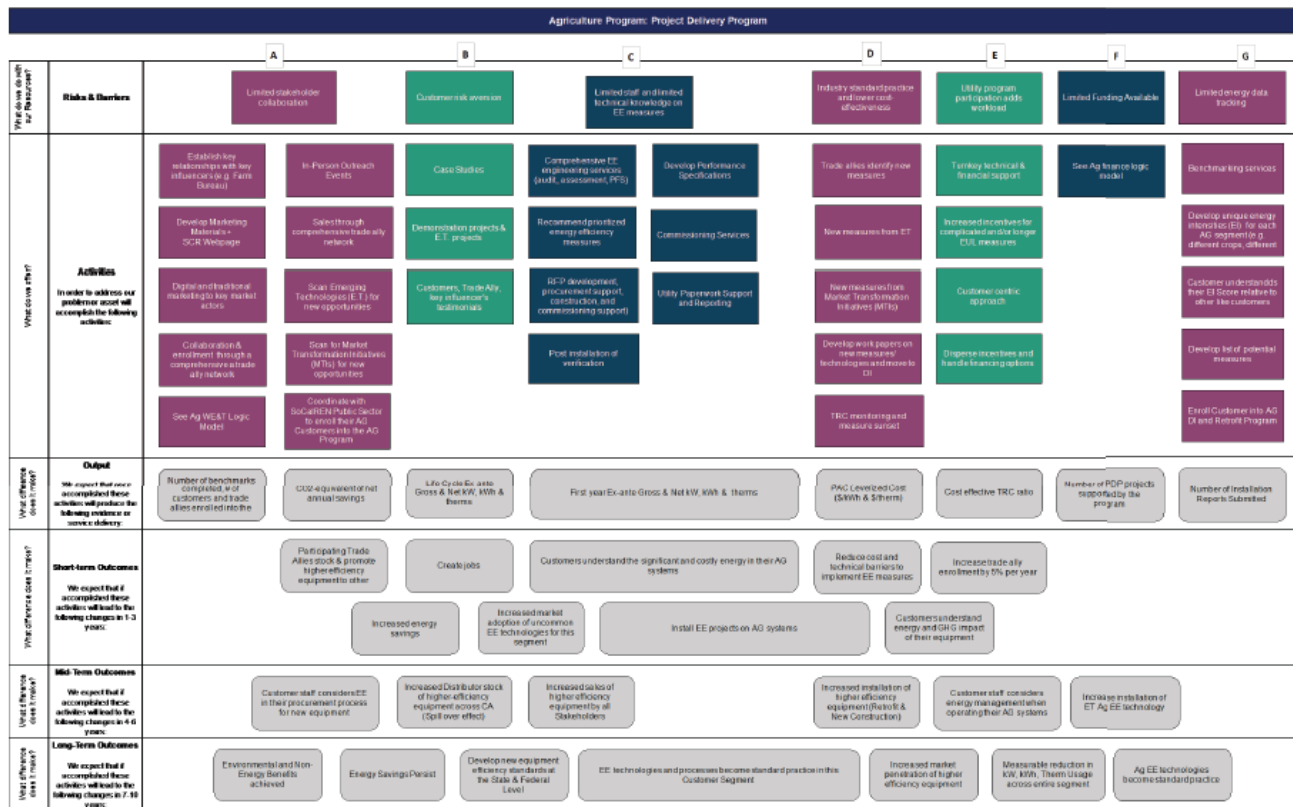 Agriculture Program: Project Delivery Program
A
B
C
D
E
F
G
What do we do with
our Resources?
Risks & Barriers
Limited stakeholder
collaboration
Customer risk aversion
Limited staff and limited
technical knowledge on
EE measures
Industry standard practice
and lower cost-
effectiveness
Utility program
participation adds
workload
Limited Funding Available
Limited energy data
tracking
What do we offer?
Activities
In order to address our
problem or asset will
accomplish the following
activities:
Establish key
relationships with key
influencers (e.g. Farm
Bureau)
Develop Marketing
Materials +
SCR Webpage
Digital and traditional
marketing to key market
actors
Collaboration &
enrollment through a
comprehensive a trade
ally network
See Ag WE&T Logic
Model
In-Person Outreach
Events
Sales through
comprehensive trade ally
network
Scan Emerging
Technologies (E.T.) for
new opportunities
Scan for Market
Transformation Initiatives
(MTIs) for new
opportunities
Coordinate with
SoCalREN Public Sector
to enroll their AG
Customers into the AG
Program
Case Studies
Demonstration projects &
E.T. projects
Customers, Trade Ally,
key influencer's
testimonials
Comprehensive EE
engineering services
(audit, assessment, PFS)
Recommend prioritized
energy efficiency
measures
RFP development,
procurement support,
construction, and
commissioning support)
Post installation of
verification
Develop Performance
Specifications
Commissioning Services
Utility Paperwork Support
and Reporting
Trade allies identify new
measures
New measures from ET
New measures from
Market Transformation
Initiatives (MTIs)
Develop work papers on
new measures/
technologies and move to
DI
TRC monitoring and
measure sunset
Turnkey technical &
financial support
Increased incentives for
complicated and/or longer
EUL measures
Customer centric
approach
Disperse incentives and
handle financing options
See Ag finance logic
model
Benchmarking services
Develop unique energy
intensities (EI) for each
AG segment (e.g.
different crops, different
Customer understands
their EI Score relative to
other like customers
Develop list of potential
measures
Enroll Customer into AG
DI and Retrofit Program
What difference
does it make?
Output
We expect that once
accomplished these
activities will produce the
following evidence or
service delivery:
Number of benchmarks
completed, # of
customers and trade
allies enrolled into the
CO2-equivalent of net
annual savings
Life Cycle Ex-ante
Gross & Net kW, kWh &
therms
First year Ex-ante Gross & Net kW, kWh & therms
PAC Levelized Cost
($/kWh & $/therm)
Cost effective TRC ratio
Number of PDP projects
supported by the
program
Number of Installation
Reports Submitted
What difference does it make?
Short-term Outcomes
We expect that if
accomplished these
activities will lead to the
following changes in 1-3
years:
Participating Trade
Allies stock & promote
higher efficiency
equipment to other
Create jobs
Customers understand the significant and costly energy in their AG
systems
Reduce cost and
technical barriers to
implement EE measures
Increase trade ally
enrollment by 5% per year
Increased energy
savings
Increased market
adoption of uncommon
EE technologies for this
segment
Install EE projects on AG systems
Customers understand
energy and GHG impact
of their equipment
What difference
does it make?
Mid-Term Outcomes
We expect that if
accomplished these
activities will lead to the
following changes in 4-6
years:
Customer staff considers EE
in their procurement process
for new equipment
Increased Distributor stock
of higher-efficiency
equipment across CA
(Spill over effect)
Increased sales of
higher efficiency
equipment by all
Stakeholders
Increased installation of
higher efficiency
equipment (Retrofit &
New Construction)
Customer staff considers
energy management when
operating their AG systems
Increase installation of
ET Ag EE technology
What difference
does it make?
Long-Term Outcomes
We expect that if
accomplished these
activities will lead to the
following changes in 7-10
years:
Environmental and Non-
Energy Benefits
achieved
Energy Savings Persist
Develop new equipment
efficiency standards at
the State & Federal
Level
EE technologies and processes become standard practice in this
Customer Segment
Increased market
penetration of higher
efficiency equipment
Measurable reduction in
kW, kWh, Therm Usage
across entire segment
Ag EE technologies
become standard practice